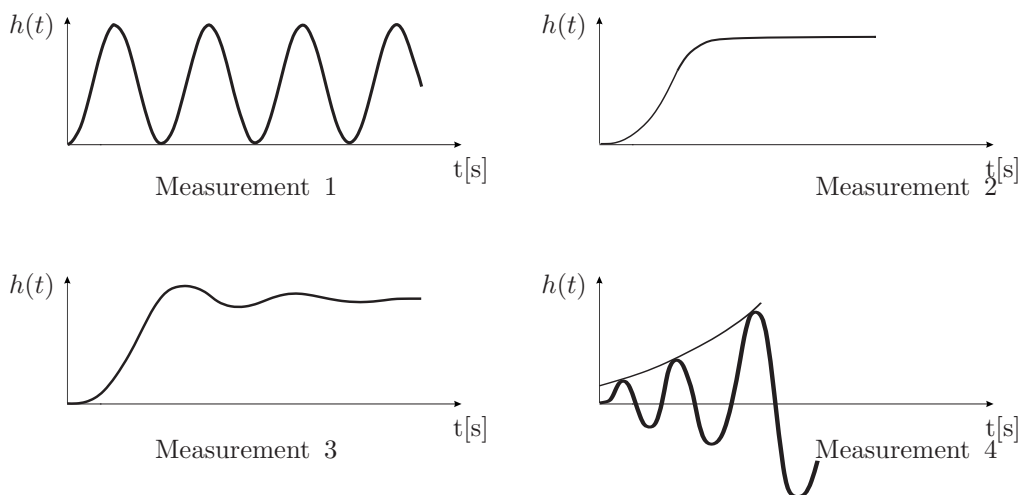 h(t)
t[s]
Measurement 1
h(t)
t[s]
Measurement 2
h(t)
t[s]
Measurement 3
h(t)
t[s]
Measurement 4